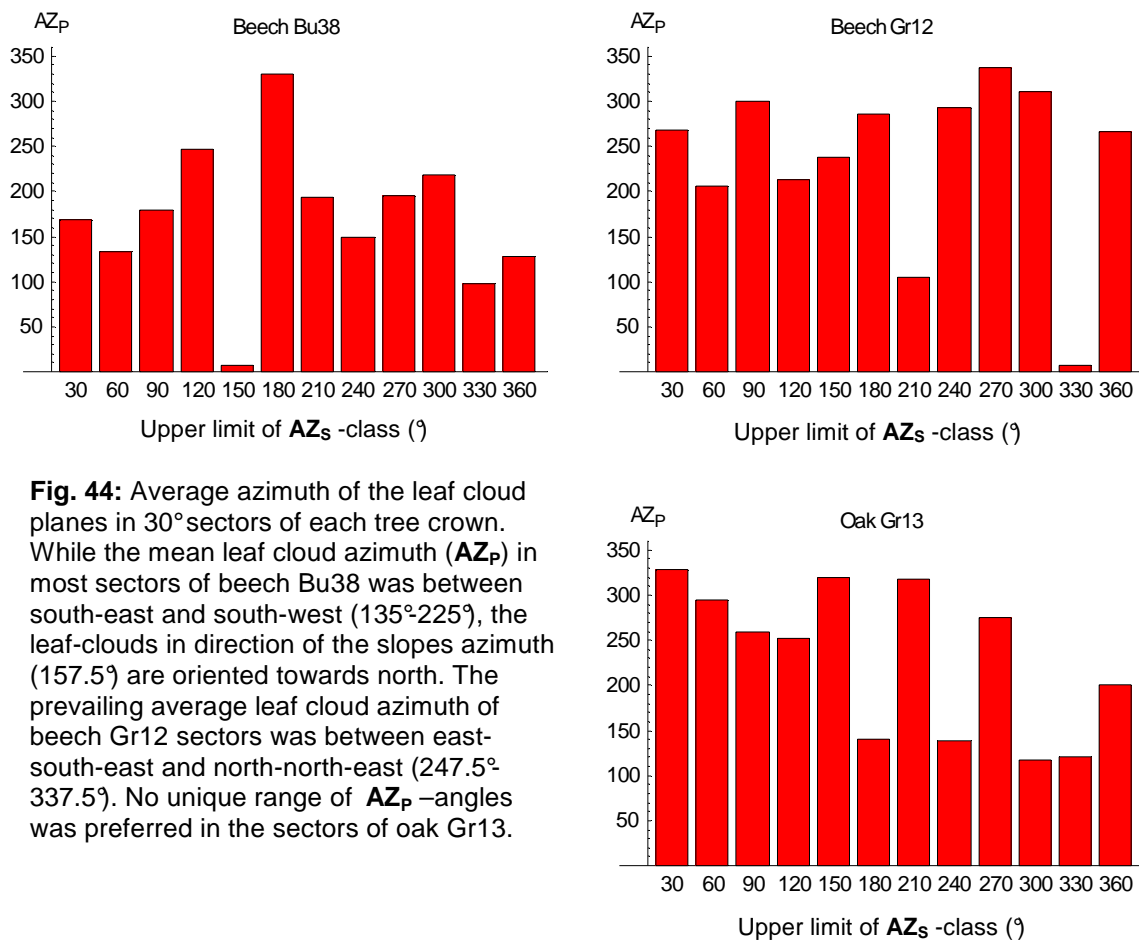 AZP
Beech Bu38
350
300
250
200
150
100
50
30 60 90 120 150 180 210 240 270 300 330 360
Upper limit of AZS -class (°)
AZP
Beech Gr12
350
300
250
200
150
100
50
30 60 90 120 150 180 210 240 270 300 330 360
Upper limit of AZS -class (°)
Fig. 44: Average azimuth of the leaf cloud
planes in 30° sectors of each tree crown.
While the mean leaf cloud azimuth (AZP) in
most sectors of beech Bu38 was between
south-east and south-west (135°-225°), the
leaf-clouds in direction of the slopes azimuth
(157.5°) are oriented towards north. The
prevailing average leaf cloud azimuth of
beech Gr12 sectors was between east-
south-east and north-north-east (247.5°-
337.5°). No unique range of AZP –angles
was preferred in the sectors of oak Gr13.
AZP
Oak Gr13
350
300
250
200
150
100
50
30 60 90 120 150 180 210 240 270 300 330 360
Upper limit of AZS -class (°)